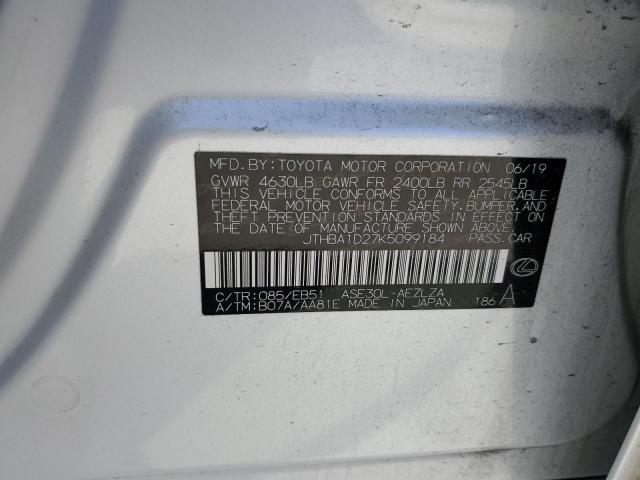 MFD.BY:TOYOTA MOTOR CORPORATION 06/19
GVWR 4630LB GAWR FR 2400LB RR 2545LB
THIS VEHICLE CONFORMS TO ALL APPLICABLE
FEDERAL MOTOR VEHICLE SAFETY,BUMPER,AND
THEFT PREVENTION STANDARDS IN EFFECT ON
THE DATE OF MANUFACTURE SHOWN ABOVE.
JTHBA1D27K5099184 PASS.CAR
C/TR:085/EB51 ASE30L-AEZLZA
A/TM:B07A/AA81E MADE IN JAPAN 186 A